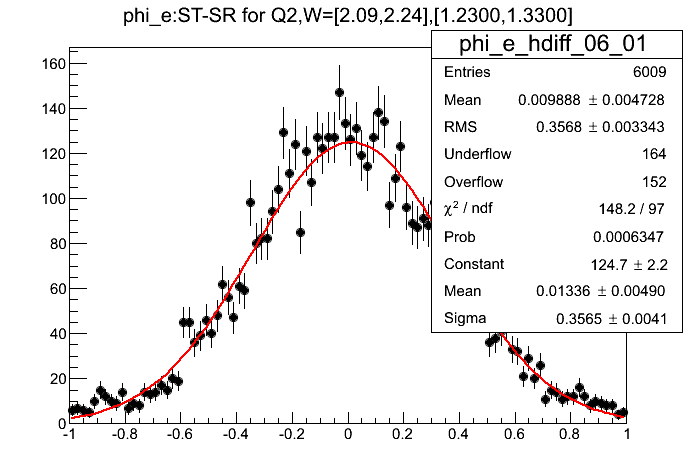 phi_e:ST-SR for Q2,W=[2.09,2.24],[1.2300,1.3300]
phi_e_hdiff_06_01
Entries 6009
Mean 0.009888 ± 0.004728
RMS 0.3568 ± 0.003343
Underflow 164
Overflow 152
χ² / ndf 148.2 / 97
Prob 0.0006347
Constant 124.7 ± 2.2
Mean 0.01336 ± 0.00490
Sigma 0.3565 ± 0.0041
160
140
120
100
80
60
40
20
0
-1 -0.8 -0.6 -0.4 -0.2 0 0.2 0.4 0.6 0.8 1